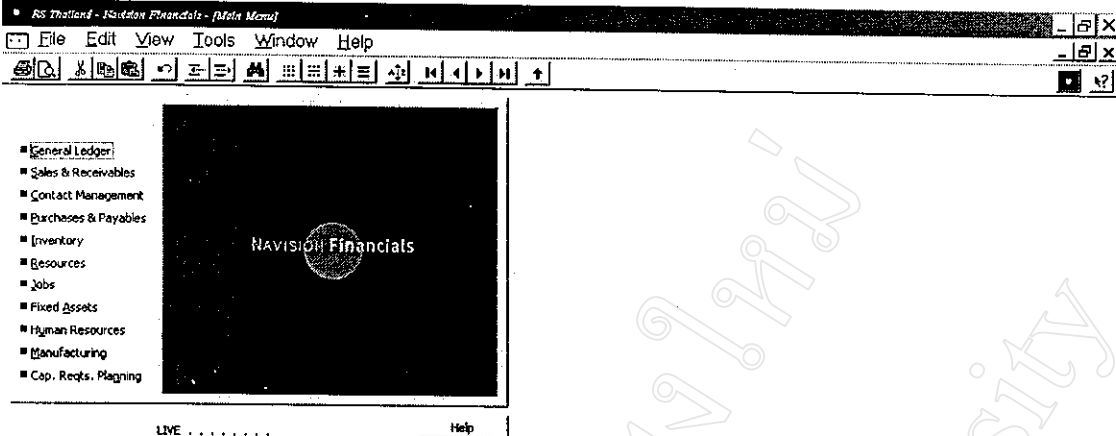 RS Thailand - Navision Financials - [Main Menu]
File Edit View Tools Window Help
General Ledger
Sales & Receivables
Contact Management
Purchases & Payables
Inventory
Resources
Jobs
Fixed Assets
Human Resources
Manufacturing
Cap. Reqts. Planning
NAVISION Financials
LIVE . . . . . . . .
Help